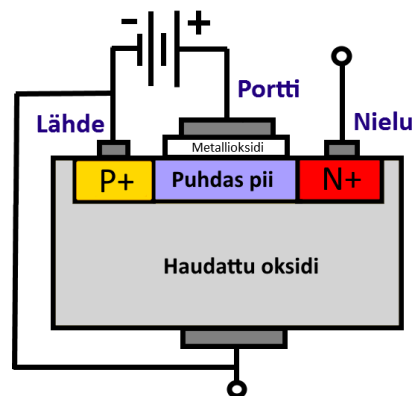 - +
Portti
Lähde
Nielu
Metallioksidi
P+
Puhdas pii
N+
Haudattu oksidi